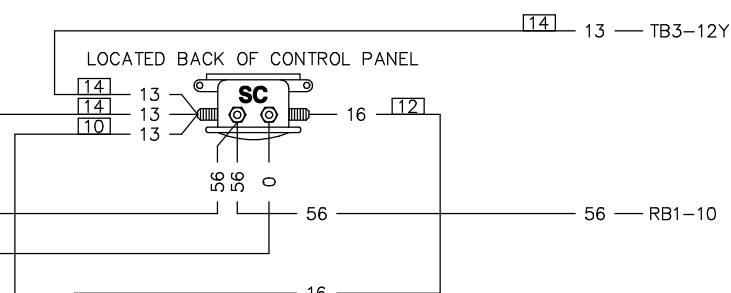 14 13 TB3-12Y
LOCATED BACK OF CONTROL PANEL
14 13
SC
14 13 16 12
10 13
56 56 0
56 56 RB1-10
16